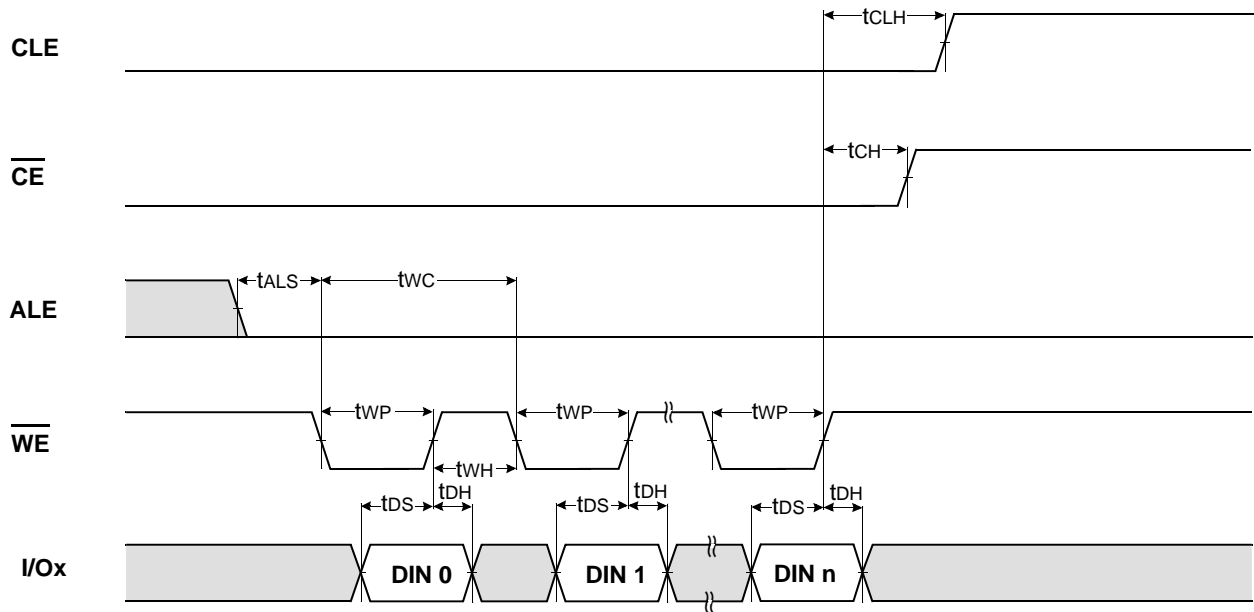 tCLH
CLE
tCH
CE
tALS
tWC
ALE
tWP
tWP
tWP
WE
tWH
tDS
tDH
tDS
tDH
tDS
tDH
I/Ox
DIN 0
DIN 1
DIN n